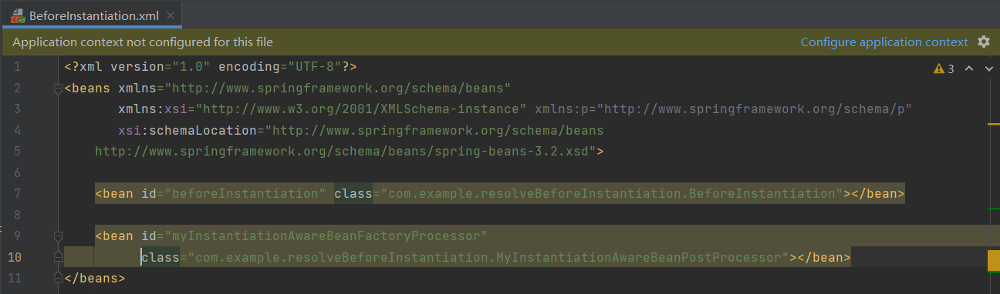 BeforeInstantiation.xml
Application context not configured for this file Configure application context
1 <?xml version="1.0" encoding="UTF-8"?> 3
2 <beans xmlns="http://www.springframework.org/schema/beans"
3 xmlns:xsi="http://www.w3.org/2001/XMLSchema-instance" xmlns:p="http://www.springframework.org/schema/p"
4 xsi:schemaLocation="http://www.springframework.org/schema/beans
5 http://www.springframework.org/schema/beans/spring-beans-3.2.xsd">
6
7 <bean id="beforeInstantiation" class="com.example.resolveBeforeInstantiation.BeforeInstantiation"></bean>
8
9 <bean id="myInstantiationAwareBeanFactoryProcessor"
10 class="com.example.resolveBeforeInstantiation.MyInstantiationAwareBeanPostProcessor"></bean>
11 </beans>